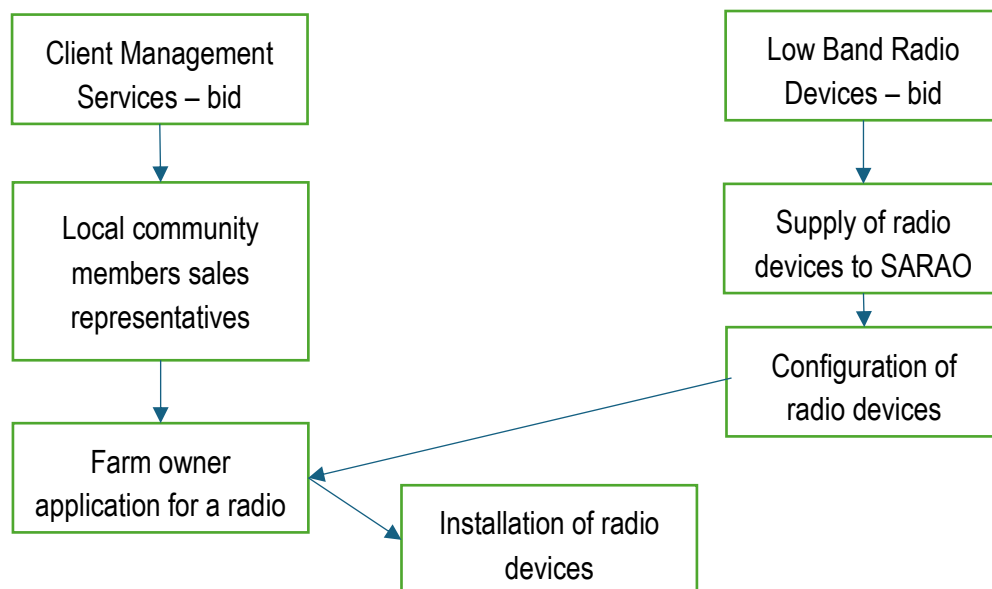 Client Management
Services – bid
Low Band Radio
Devices – bid
Local community
members sales
representatives
Supply of radio
devices to SARAO
Configuration of
radio devices
Farm owner
application for a radio
Installation of radio
devices